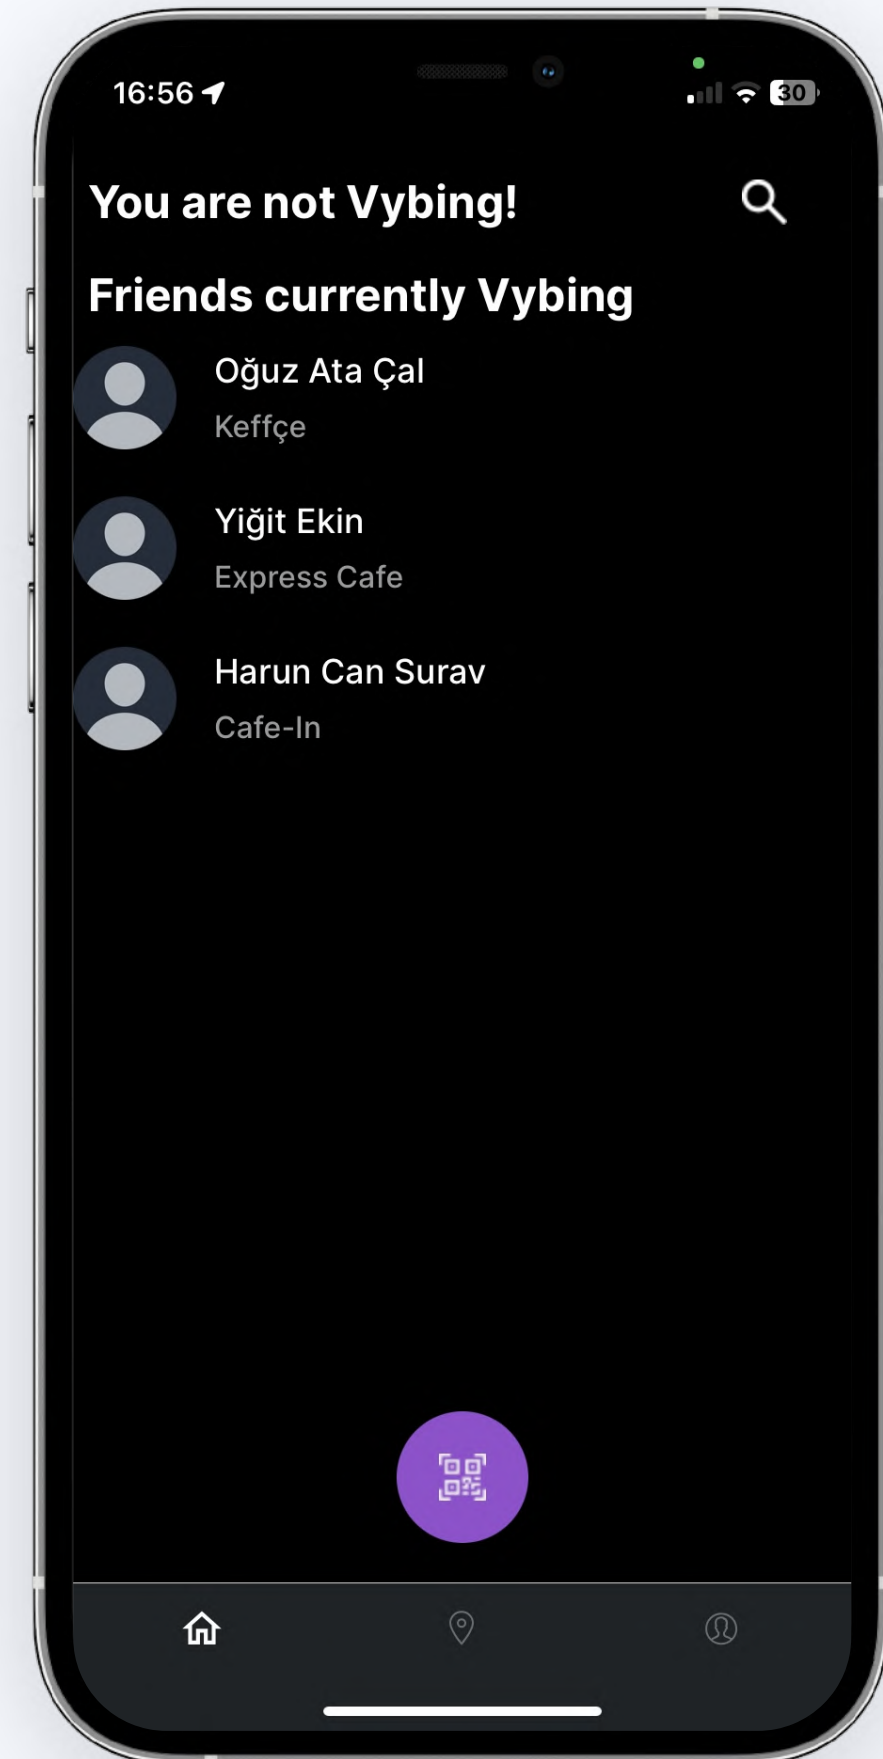 16:56
30
You are not Vybing!
Friends currently Vybing
Oğuz Ata Çal
Keffçe
Yiğit Ekin
Express Cafe
Harun Can Surav
Cafe-In